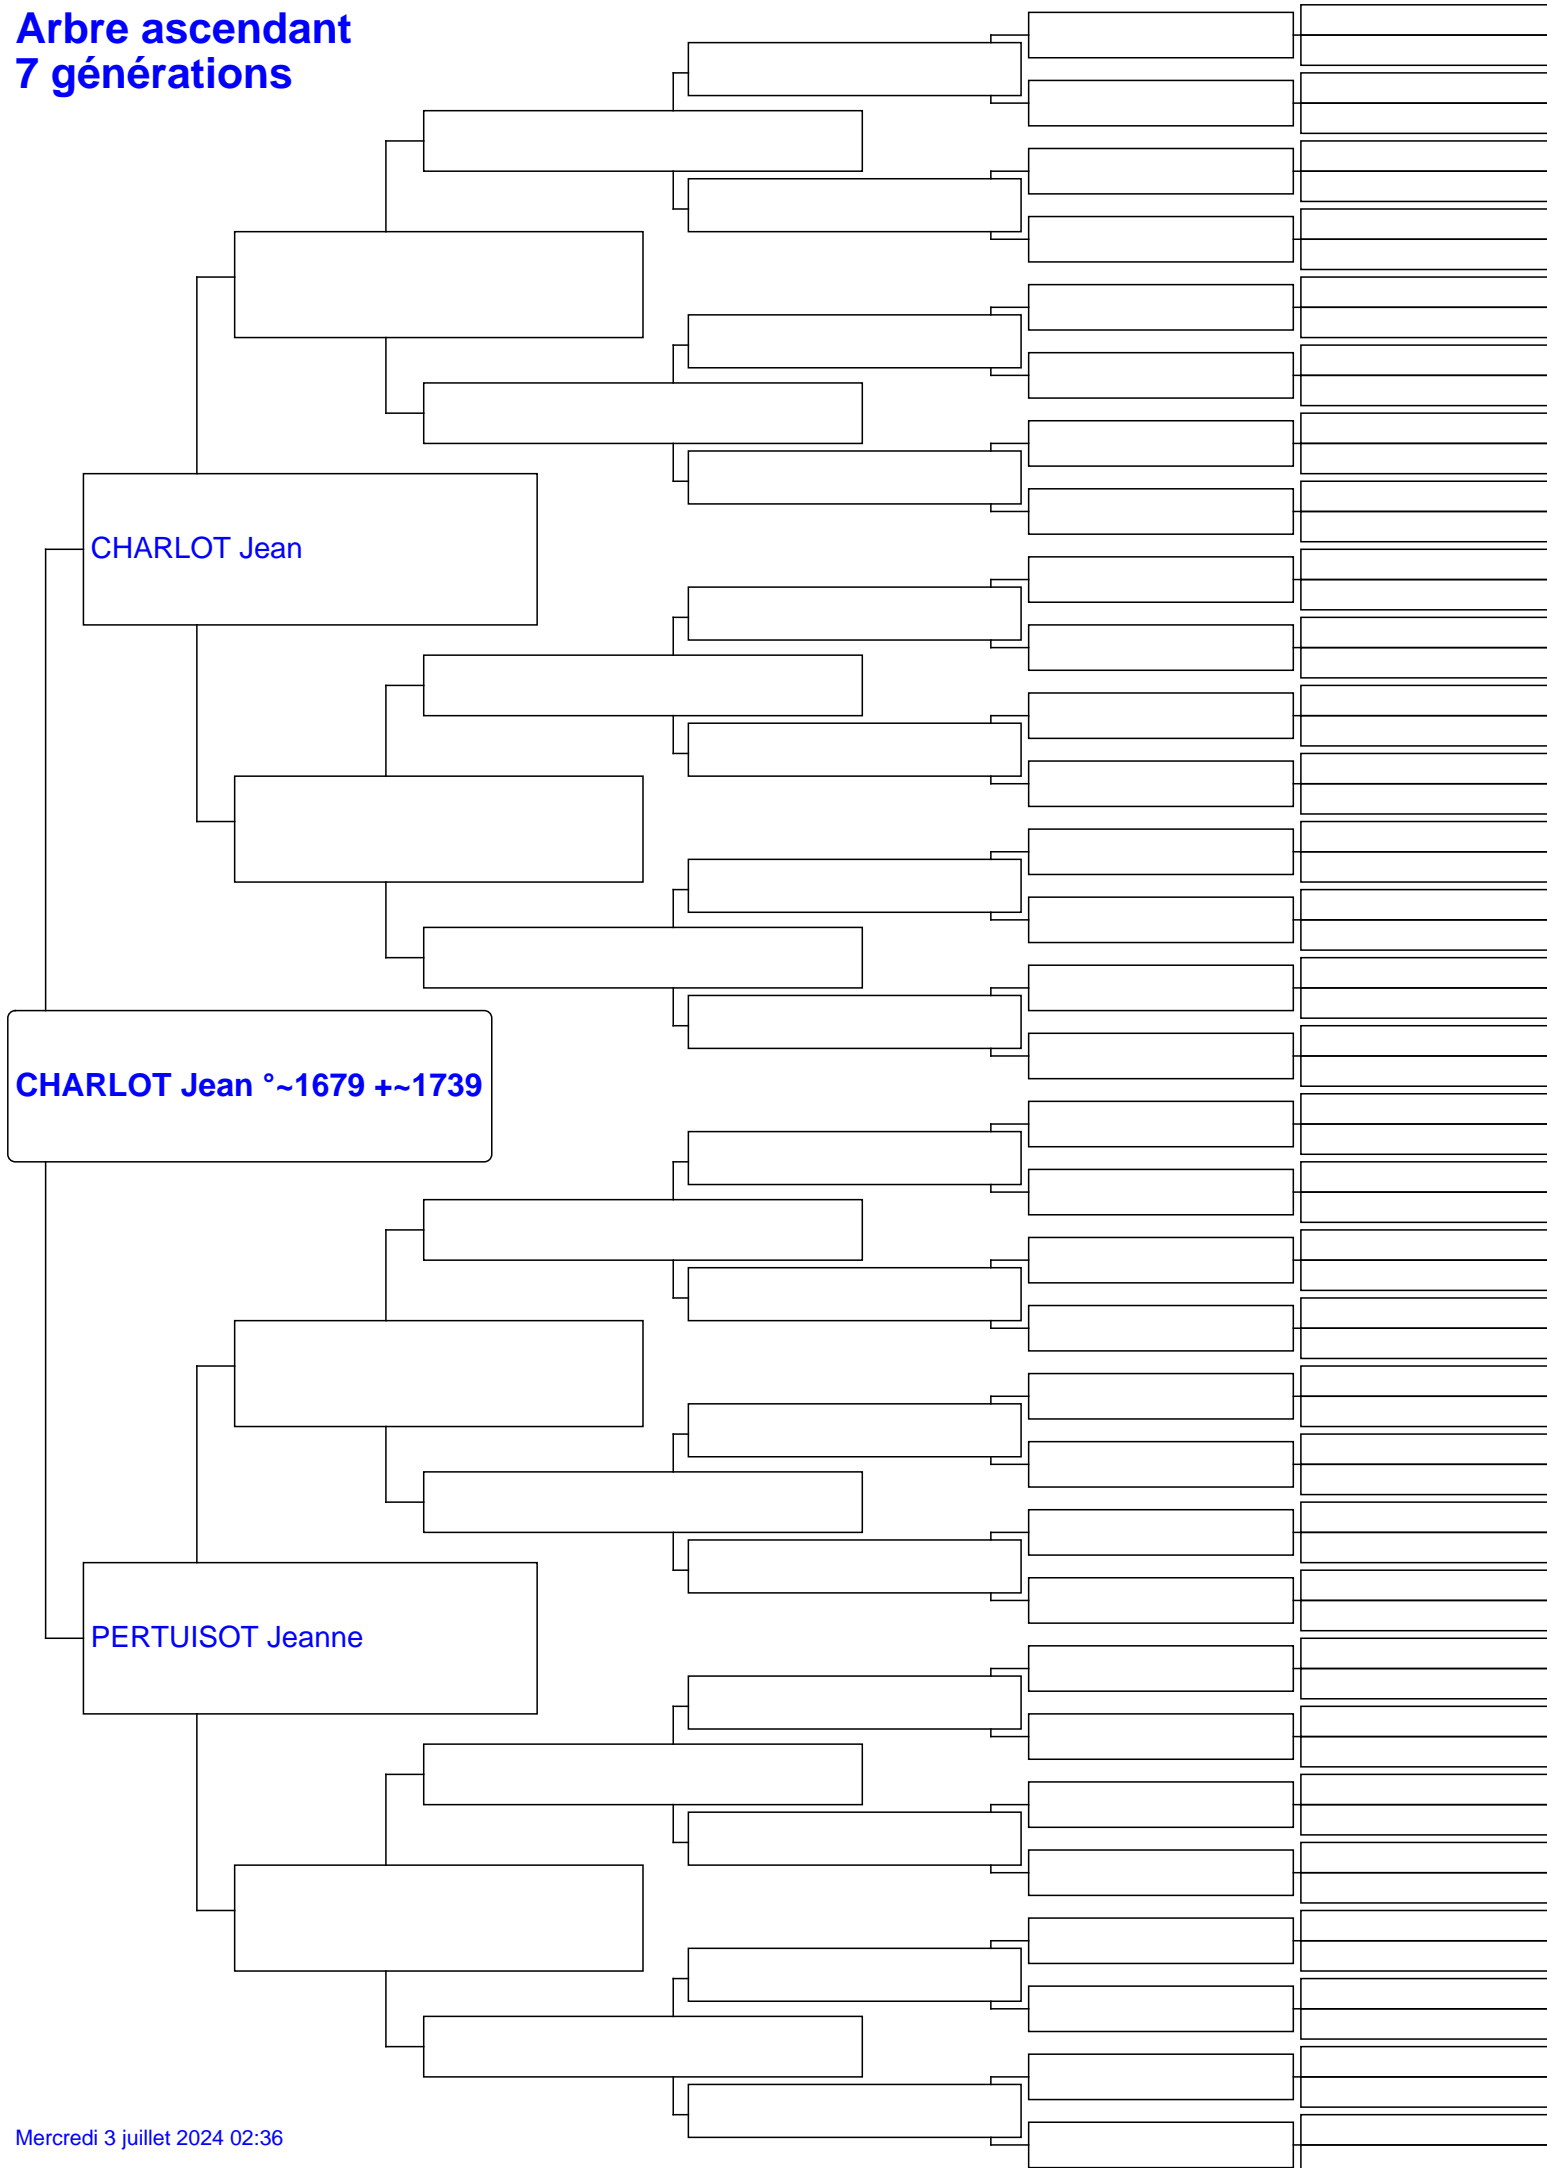 Arbre ascendant
7 générations
CHARLOT Jean
CHARLOT Jean °~1679 +~1739
PERTUISOT Jeanne
Mercredi 3 juillet 2024 02:36